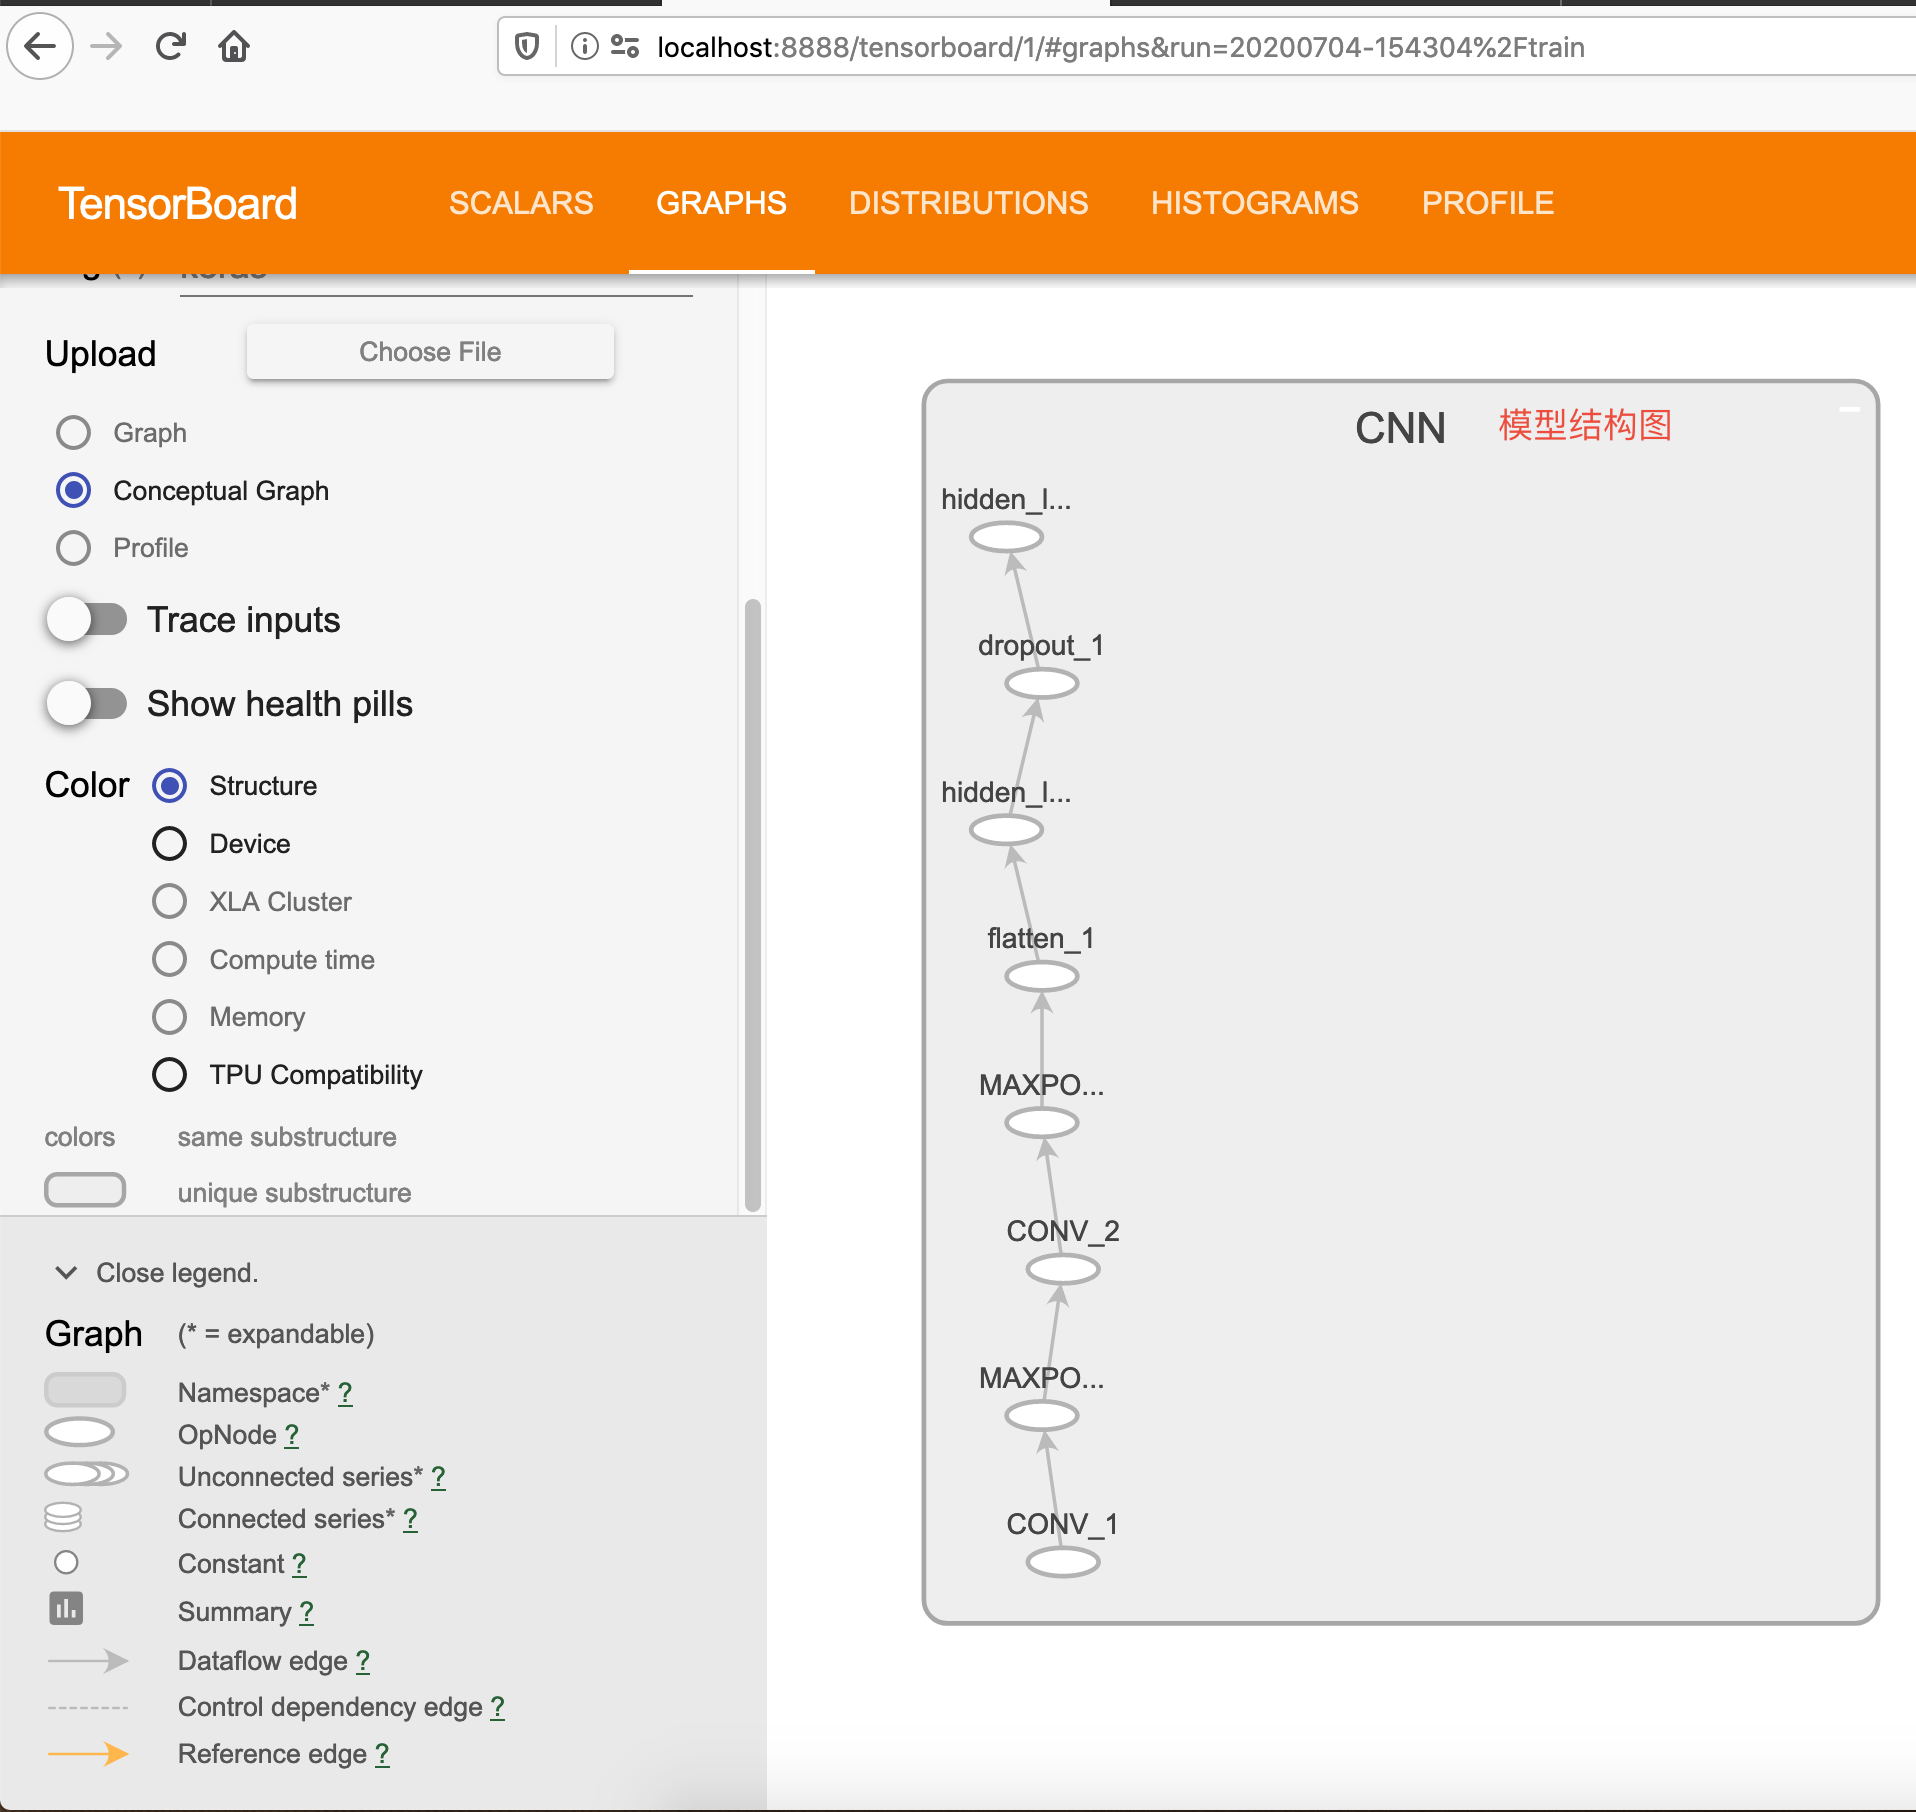 localhost:8888/tensorboard/1/#graphs&run=20200704-154304%2Ftrain
TensorBoard SCALARS GRAPHS DISTRIBUTIONS HISTOGRAMS PROFILE
Upload Choose File
Graph
Conceptual Graph
Profile
Trace inputs
Show health pills
Color Structure
Device
XLA Cluster
Compute time
Memory
TPU Compatibility
colors same substructure
unique substructure
Close legend.
Graph (* = expandable)
Namespace* ?
OpNode ?
Unconnected series* ?
Connected series* ?
Constant ?
Summary ?
Dataflow edge ?
Control dependency edge ?
Reference edge ?
CNN 模型结构图
hidden_l...
dropout_1
hidden_l...
flatten_1
MAXPO...
CONV_2
MAXPO...
CONV_1